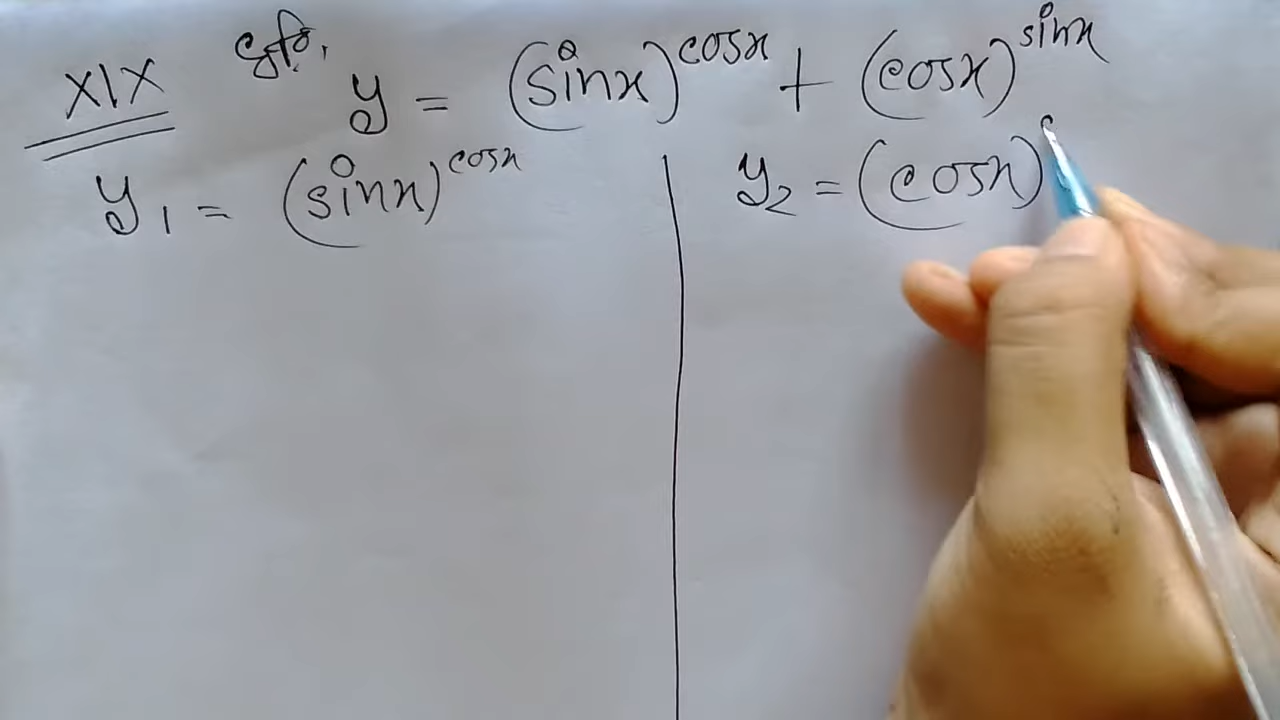 XIX y = (sinx)^cosx + (cosx)^sinx
y₁ = (sinx)^cosx
y₂ = (cosx)^s